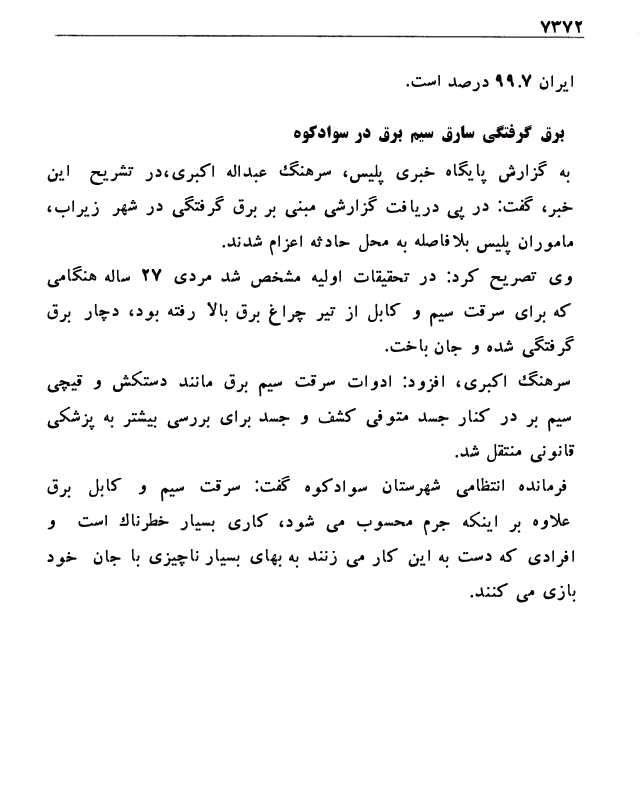 ۷۳۷۲
ایران ۹۹.۷ درصد است.
برق گرفتگی سارق سیم برق در سوادکوه
به گزارش پایگاه خبری پلیس، سرهنگ عبداله اکبری،در تشریح این
خبر، گفت: در پی دریافت گزارشی مبنی بر برق گرفتگی در شهر زیراب،
ماموران پلیس بلافاصله به محل حادثه اعزام شدند.
وی تصریح کرد: در تحقیقات اولیه مشخص شد مردی ۲۷ ساله هنگامی
که برای سرقت سیم و کابل از تیر چراغ برق بالا رفته بود، دچار برق
گرفتگی شده و جان باخت.
سرهنگ اکبری، افزود: ادوات سرقت سیم برق مانند دستکش و قیچی
سیم بر در کنار جسد متوفی کشف و جسد برای بررسی بیشتر به پزشکی
قانونی منتقل شد.
فرمانده انتظامی شهرستان سوادکوه گفت: سرقت سیم و کابل برق
علاوه بر اینکه جرم محسوب می شود، کاری بسیار خطرناك است و
افرادی که دست به این کار می زنند به بهای بسیار ناچیزی با جان خود
بازی می کنند.